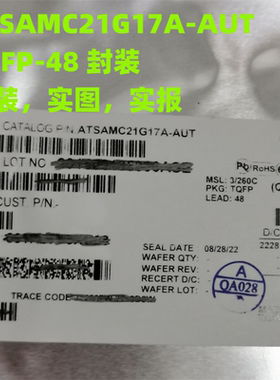 SAMC21G17A-AUT
FP-48 封装
装，实图，实报
CATALOG P/N. ATSAMC21G17A-AUT
LOT NO
Pb/RoHS
MSL: 3/260C
PKG: TQFP
LEAD: 48
CUST P/N.-
SEAL DATE 08/28/22
D/C
2228
WAFER QTY.
WAFER REV: -
RECERT D/C: -
WAFER LOT: -
A
QA028
TRACE CODE